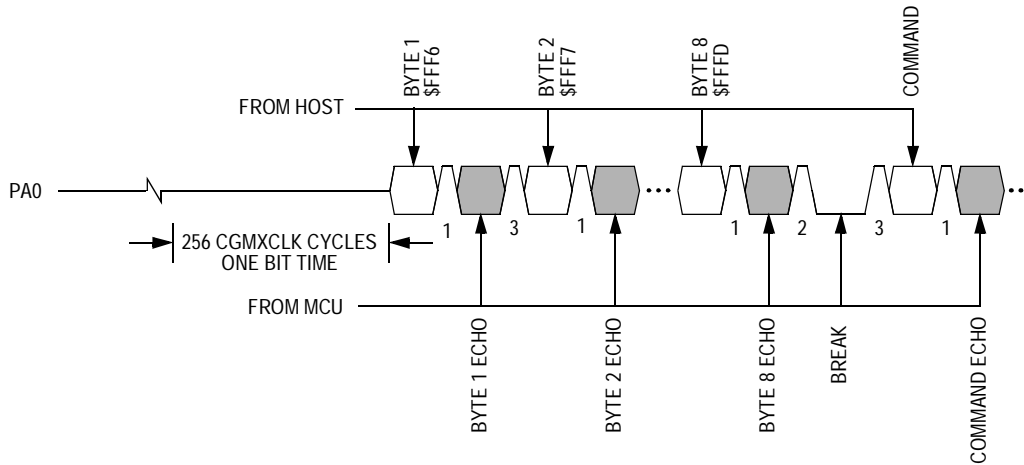 BYTE 1
$FFF6
BYTE 2
$FFF7
BYTE 8
$FFFD
COMMAND
FROM HOST
PA0
1
3
1
1
2
3
1
256 CGMXCLK CYCLES
ONE BIT TIME
FROM MCU
BYTE 1 ECHO
BYTE 2 ECHO
BYTE 8 ECHO
BREAK
COMMAND ECHO